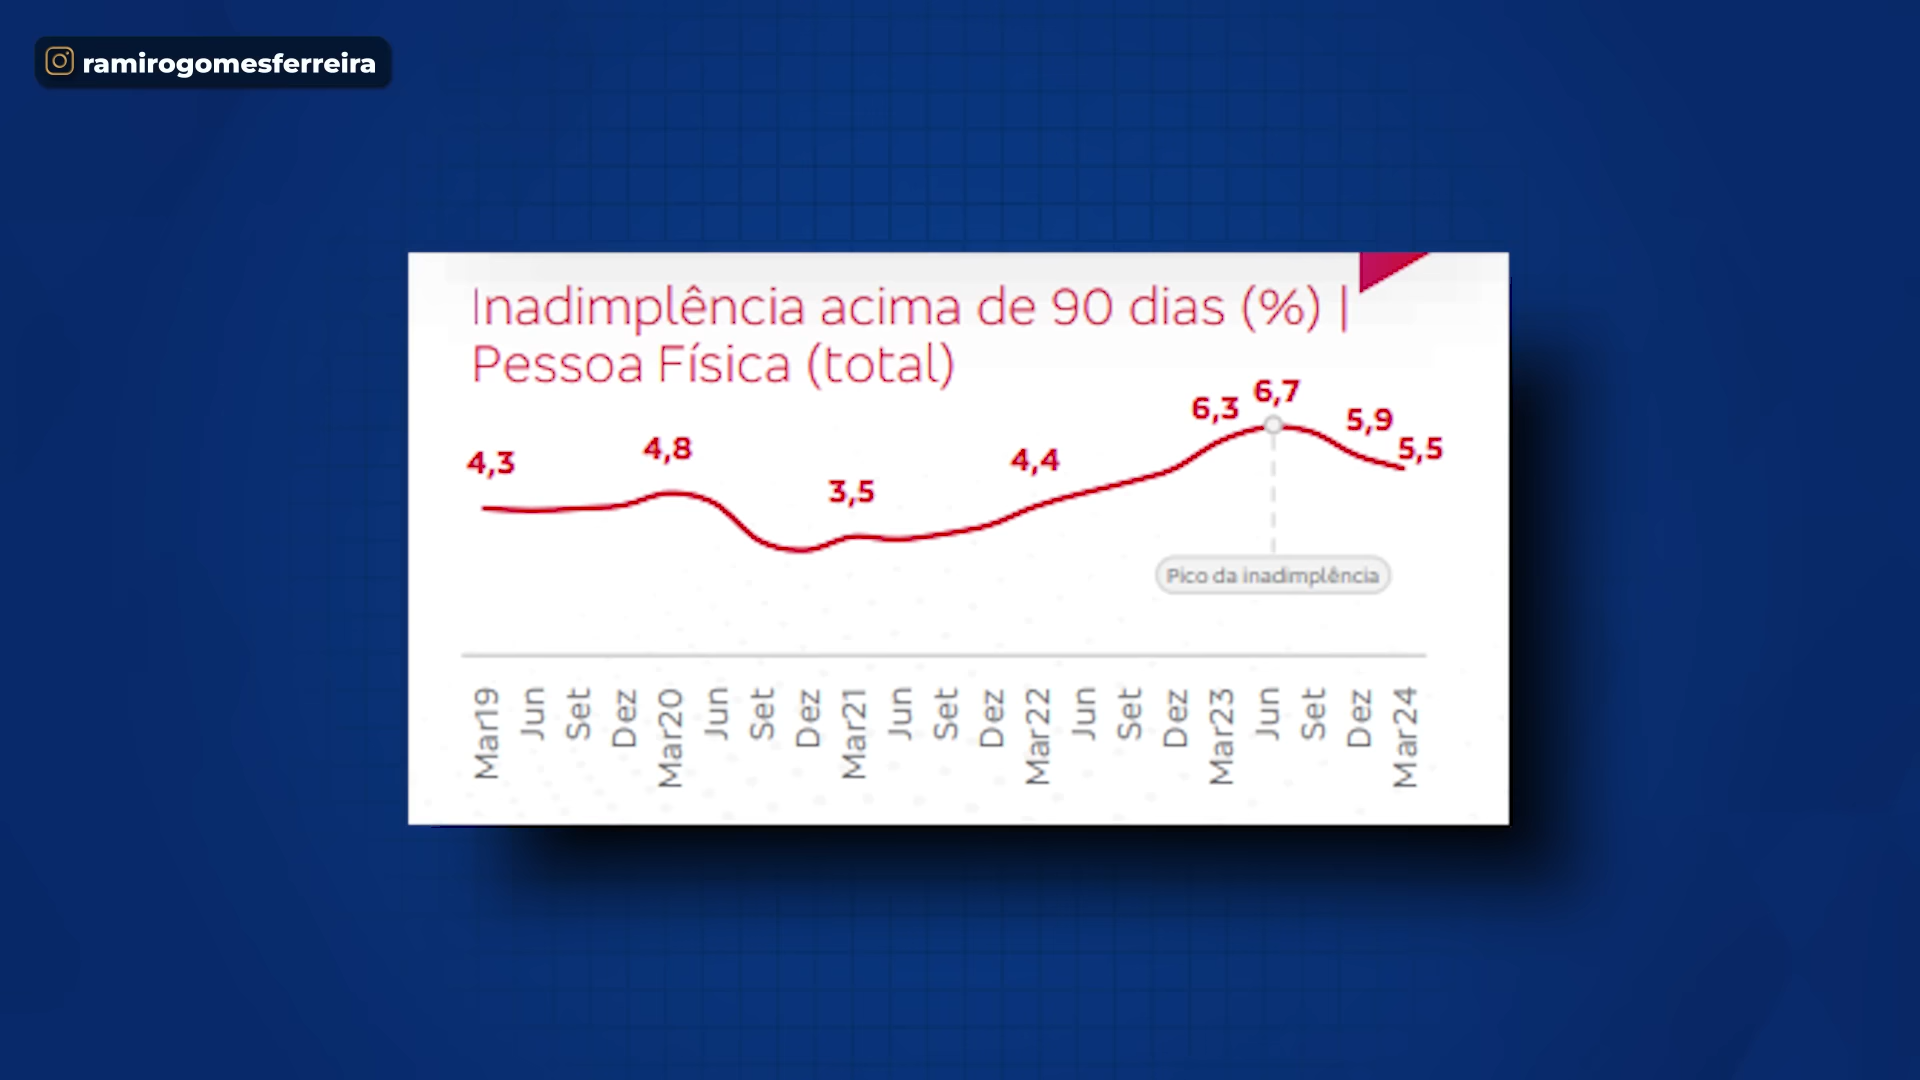 ramirogomesferreira
Inadimplência acima de 90 dias (%) |
Pessoa Física (total)
4,3
4,8
3,5
4,4
6,3
6,7
5,9
5,5
Pico da inadimplência
Mar19
Jun
Set
Dez
Mar20
Jun
Set
Dez
Mar21
Jun
Set
Dez
Mar22
Jun
Set
Dez
Mar23
Jun
Set
Dez
Mar24